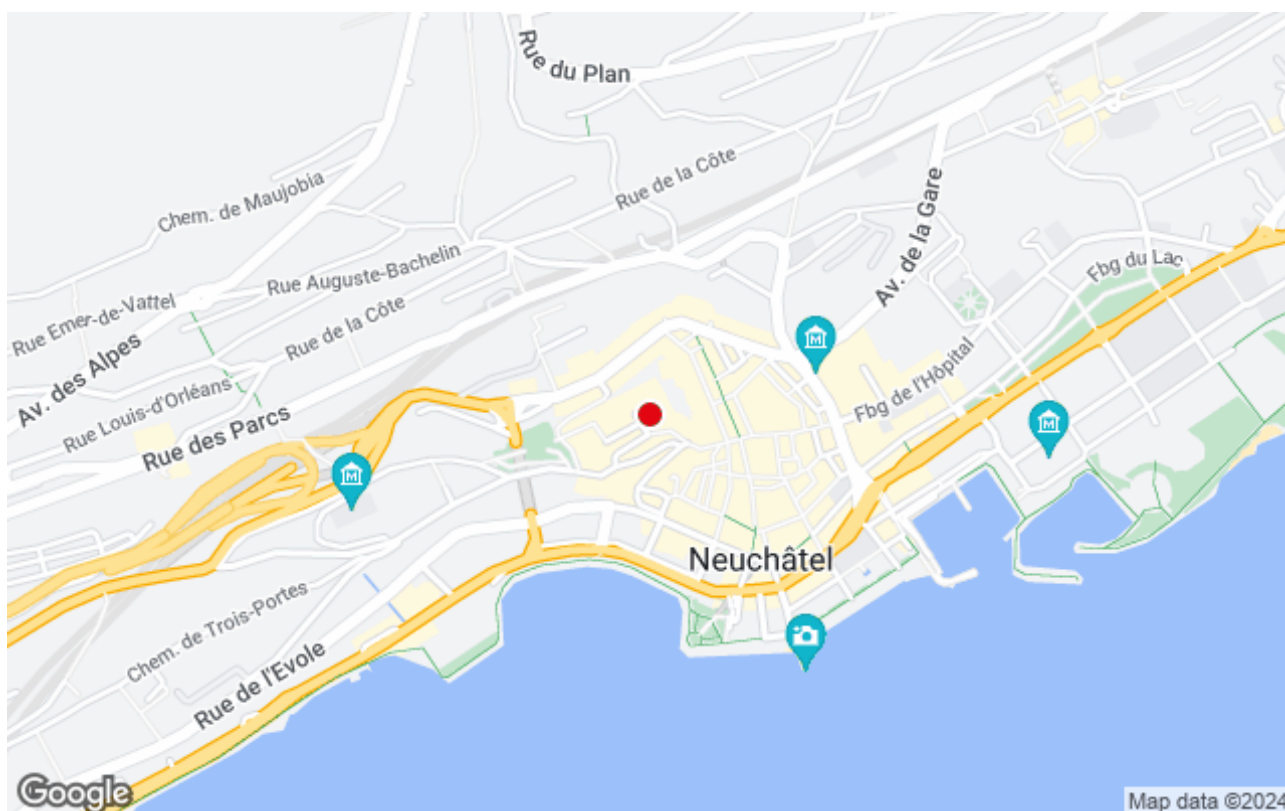 Rue du Plan
Rue de la Côte
Chem. de Maujobia
Av. de la Gare
Rue Auguste-Bachelin
Fbg du Lac
Rue Emer-de-Vattel
Rue de la Côte
Av. des Alpes
Rue Louis-d'Orléans
Fbg de l'Hôpital
Rue des Parcs
M
M
M
Neuchâtel
Chem. de Trois-Portes
Rue de l'Evole
Google
Map data ©2024